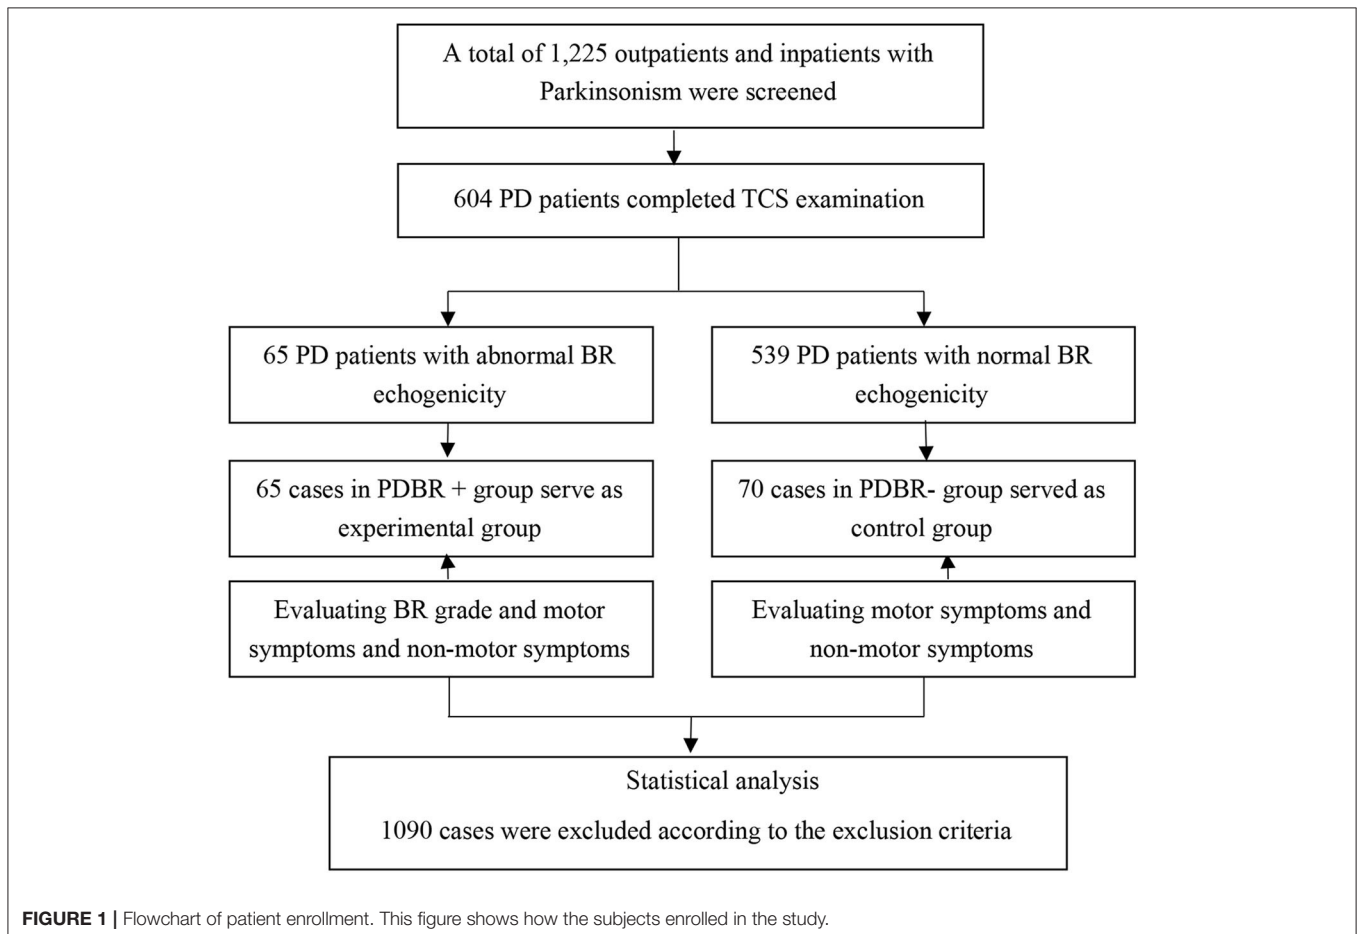 A total of 1,225 outpatients and inpatients with
Parkinsonism were screened
604 PD patients completed TCS examination
65 PD patients with abnormal BR
echogenicity
539 PD patients with normal BR
echogenicity
65 cases in PDBR + group serve as
experimental group
70 cases in PDBR- group served as
control group
Evaluating BR grade and motor
symptoms and non-motor symptoms
Evaluating motor symptoms and
non-motor symptoms
Statistical analysis
1090 cases were excluded according to the exclusion criteria
FIGURE 1 | Flowchart of patient enrollment. This figure shows how the subjects enrolled in the study.